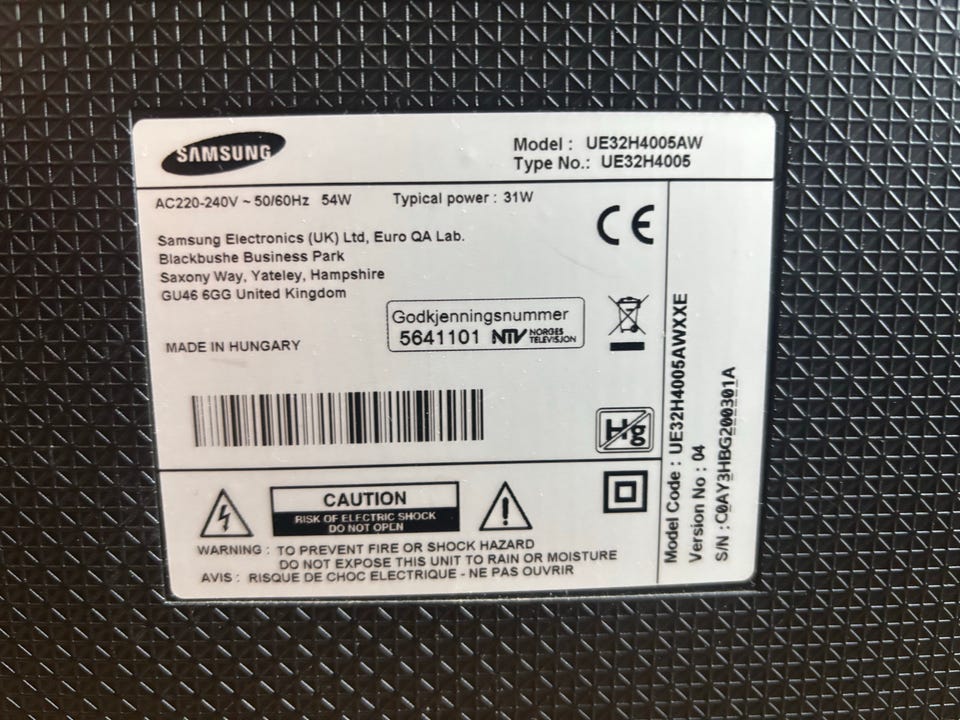 SAMSUNG
Model : UE32H4005AW
Type No.: UE32H4005
AC220-240V ~ 50/60Hz 54W Typical power : 31W
Samsung Electronics (UK) Ltd, Euro QA Lab.
Blackbushe Business Park
Saxony Way, Yateley, Hampshire
GU46 6GG United Kingdom
CE
Godkjenningsnummer
5641101 NTV NORGES TELEVISJON
MADE IN HUNGARY
Hg
CAUTION
RISK OF ELECTRIC SHOCK
DO NOT OPEN
WARNING : TO PREVENT FIRE OR SHOCK HAZARD
DO NOT EXPOSE THIS UNIT TO RAIN OR MOISTURE
AVIS : RISQUE DE CHOC ELECTRIQUE - NE PAS OUVRIR
Model Code : UE32H4005AWXXE
Version No : 04
S/N : C0AY3HBG200301A